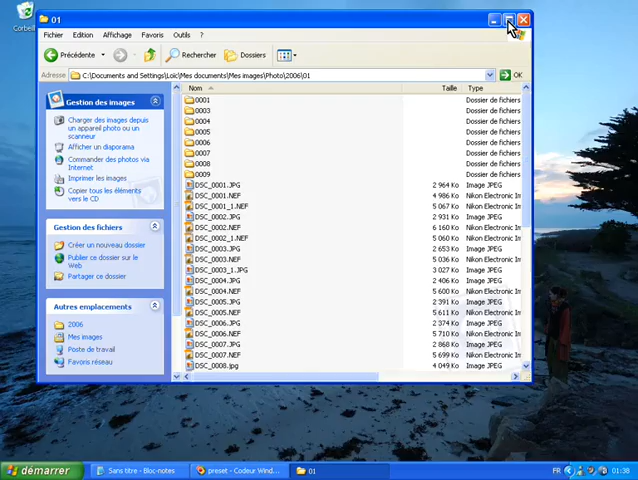 Corbeil
01
Fichier Edition Affichage Favoris Outils ?
Précédente Rechercher Dossiers
Adresse C:\Documents and Settings\Loic\Mes documents\Mes images\Photo\2006\01 OK
Gestion des images
Charger des images depuis
un appareil photo ou un
scanneur
Afficher un diaporama
Commander des photos via
Internet
Imprimer les images
Copier tous les éléments
vers le CD
Gestion des fichiers
Créer un nouveau dossier
Publier ce dossier sur le
Web
Partager ce dossier
Autres emplacements
2006
Mes images
Poste de travail
Favoris réseau
Nom Taille Type
0001 Dossier de fichiers
0003 Dossier de fichiers
0004 Dossier de fichiers
0005 Dossier de fichiers
0006 Dossier de fichiers
0007 Dossier de fichiers
0008 Dossier de fichiers
0009 Dossier de fichiers
DSC_0001.JPG 2 964 Ko Image JPEG
DSC_0001.NEF 4 986 Ko Nikon Electronic Im
DSC_0001_1.NEF 5 067 Ko Nikon Electronic Im
DSC_0002.JPG 2 931 Ko Image JPEG
DSC_0002.NEF 6 160 Ko Nikon Electronic Im
DSC_0002_1.NEF 5 060 Ko Nikon Electronic Im
DSC_0003.JPG 2 653 Ko Image JPEG
DSC_0003.NEF 5 036 Ko Nikon Electronic Im
DSC_0003_1.JPG 3 027 Ko Image JPEG
DSC_0004.JPG 2 406 Ko Image JPEG
DSC_0004.NEF 5 600 Ko Nikon Electronic Im
DSC_0005.JPG 2 391 Ko Image JPEG
DSC_0005.NEF 5 611 Ko Nikon Electronic Im
DSC_0006.JPG 2 374 Ko Image JPEG
DSC_0006.NEF 5 710 Ko Nikon Electronic Im
DSC_0007.JPG 2 868 Ko Image JPEG
DSC_0007.NEF 5 699 Ko Nikon Electronic Im
DSC_0008.jpg 4 049 Ko Image JPEG
démarrer Sans titre - Bloc-notes preset - Codeur Wind... 01 FR 01:38